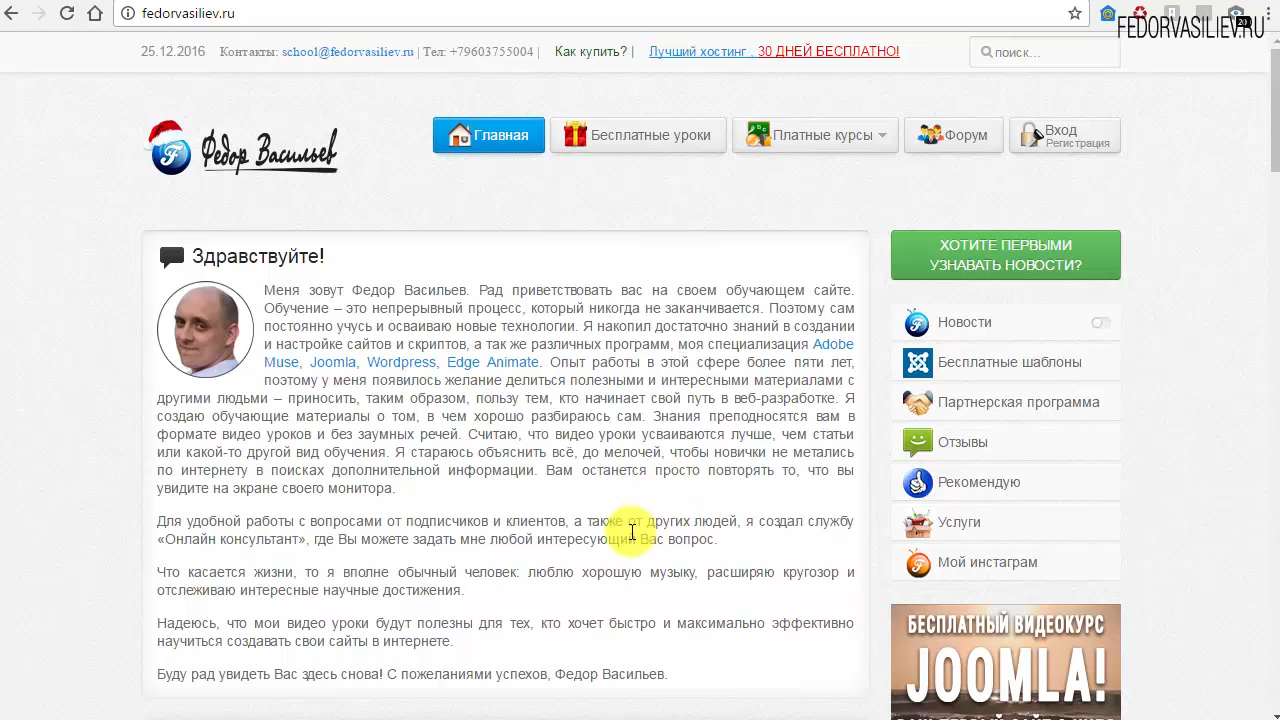 fedorvasiliev.ru
FEDORVASILIEV.RU
25.12.2016 Контакты: school@fedorvasiliev.ru | Тел: +79603755004 | Как купить? | Лучший хостинг . 30 ДНЕЙ БЕСПЛАТНО! поиск...
Федор Васильев
Главная Бесплатные уроки Платные курсы Форум Вход
Регистрация
Здравствуйте!
Меня зовут Федор Васильев. Рад приветствовать вас на своем обучающем сайте.
Обучение – это непрерывный процесс, который никогда не заканчивается. Поэтому сам
постоянно учусь и осваиваю новые технологии. Я накопил достаточно знаний в создании
и настройке сайтов и скриптов, а так же различных программ, моя специализация Adobe
Muse, Joomla, Wordpress, Edge Animate. Опыт работы в этой сфере более пяти лет,
поэтому у меня появилось желание делиться полезными и интересными материалами с
другими людьми – приносить, таким образом, пользу тем, кто начинает свой путь в веб-разработке. Я
создаю обучающие материалы о том, в чем хорошо разбираюсь сам. Знания преподносятся вам в
формате видео уроков и без заумных речей. Считаю, что видео уроки усваиваются лучше, чем статьи
или какой-то другой вид обучения. Я стараюсь объяснить всё, до мелочей, чтобы новички не метались
по интернету в поисках дополнительной информации. Вам останется просто повторять то, что вы
увидите на экране своего монитора.
Для удобной работы с вопросами от подписчиков и клиентов, а также от других людей, я создал службу
«Онлайн-консультант», где Вы можете задать мне любой интересующий Вас вопрос.
Что касается жизни, то я вполне обычный человек: люблю хорошую музыку, расширяю кругозор и
отслеживаю интересные научные достижения.
Надеюсь, что мои видео уроки будут полезны для тех, кто хочет быстро и максимально эффективно
научиться создавать свои сайты в интернете.
Буду рад увидеть Вас здесь снова! С пожеланиями успехов, Федор Васильев.
ХОТИТЕ ПЕРВЫМИ
УЗНАВАТЬ НОВОСТИ?
Новости
Бесплатные шаблоны
Партнерская программа
Отзывы
Рекомендую
Услуги
Мой инстаграм
БЕСПЛАТНЫЙ ВИДЕОКУРС
JOOMLA!